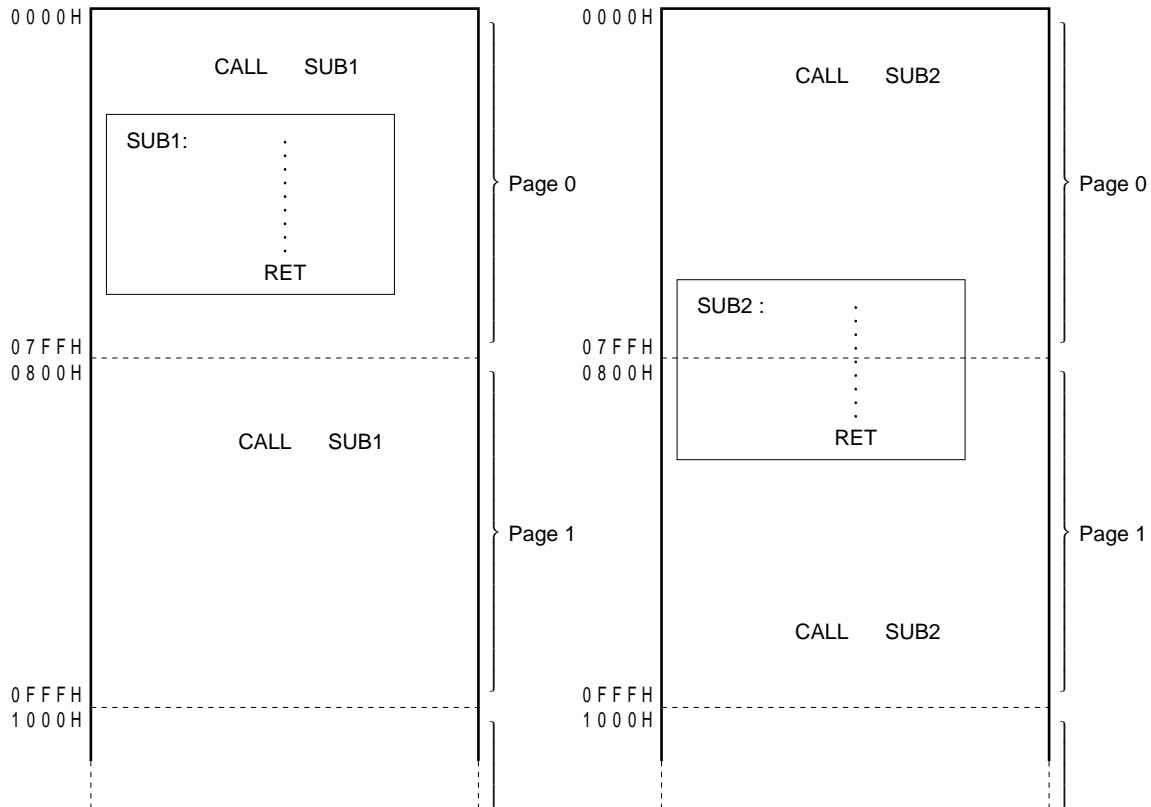 0000H
CALL SUB1
SUB1:
RET
Page 0
07FFH
0800H
CALL SUB1
Page 1
0FFFH
1000H
0000H
CALL SUB2
Page 0
SUB2 :
07FFH
0800H
RET
Page 1
CALL SUB2
0FFFH
1000H